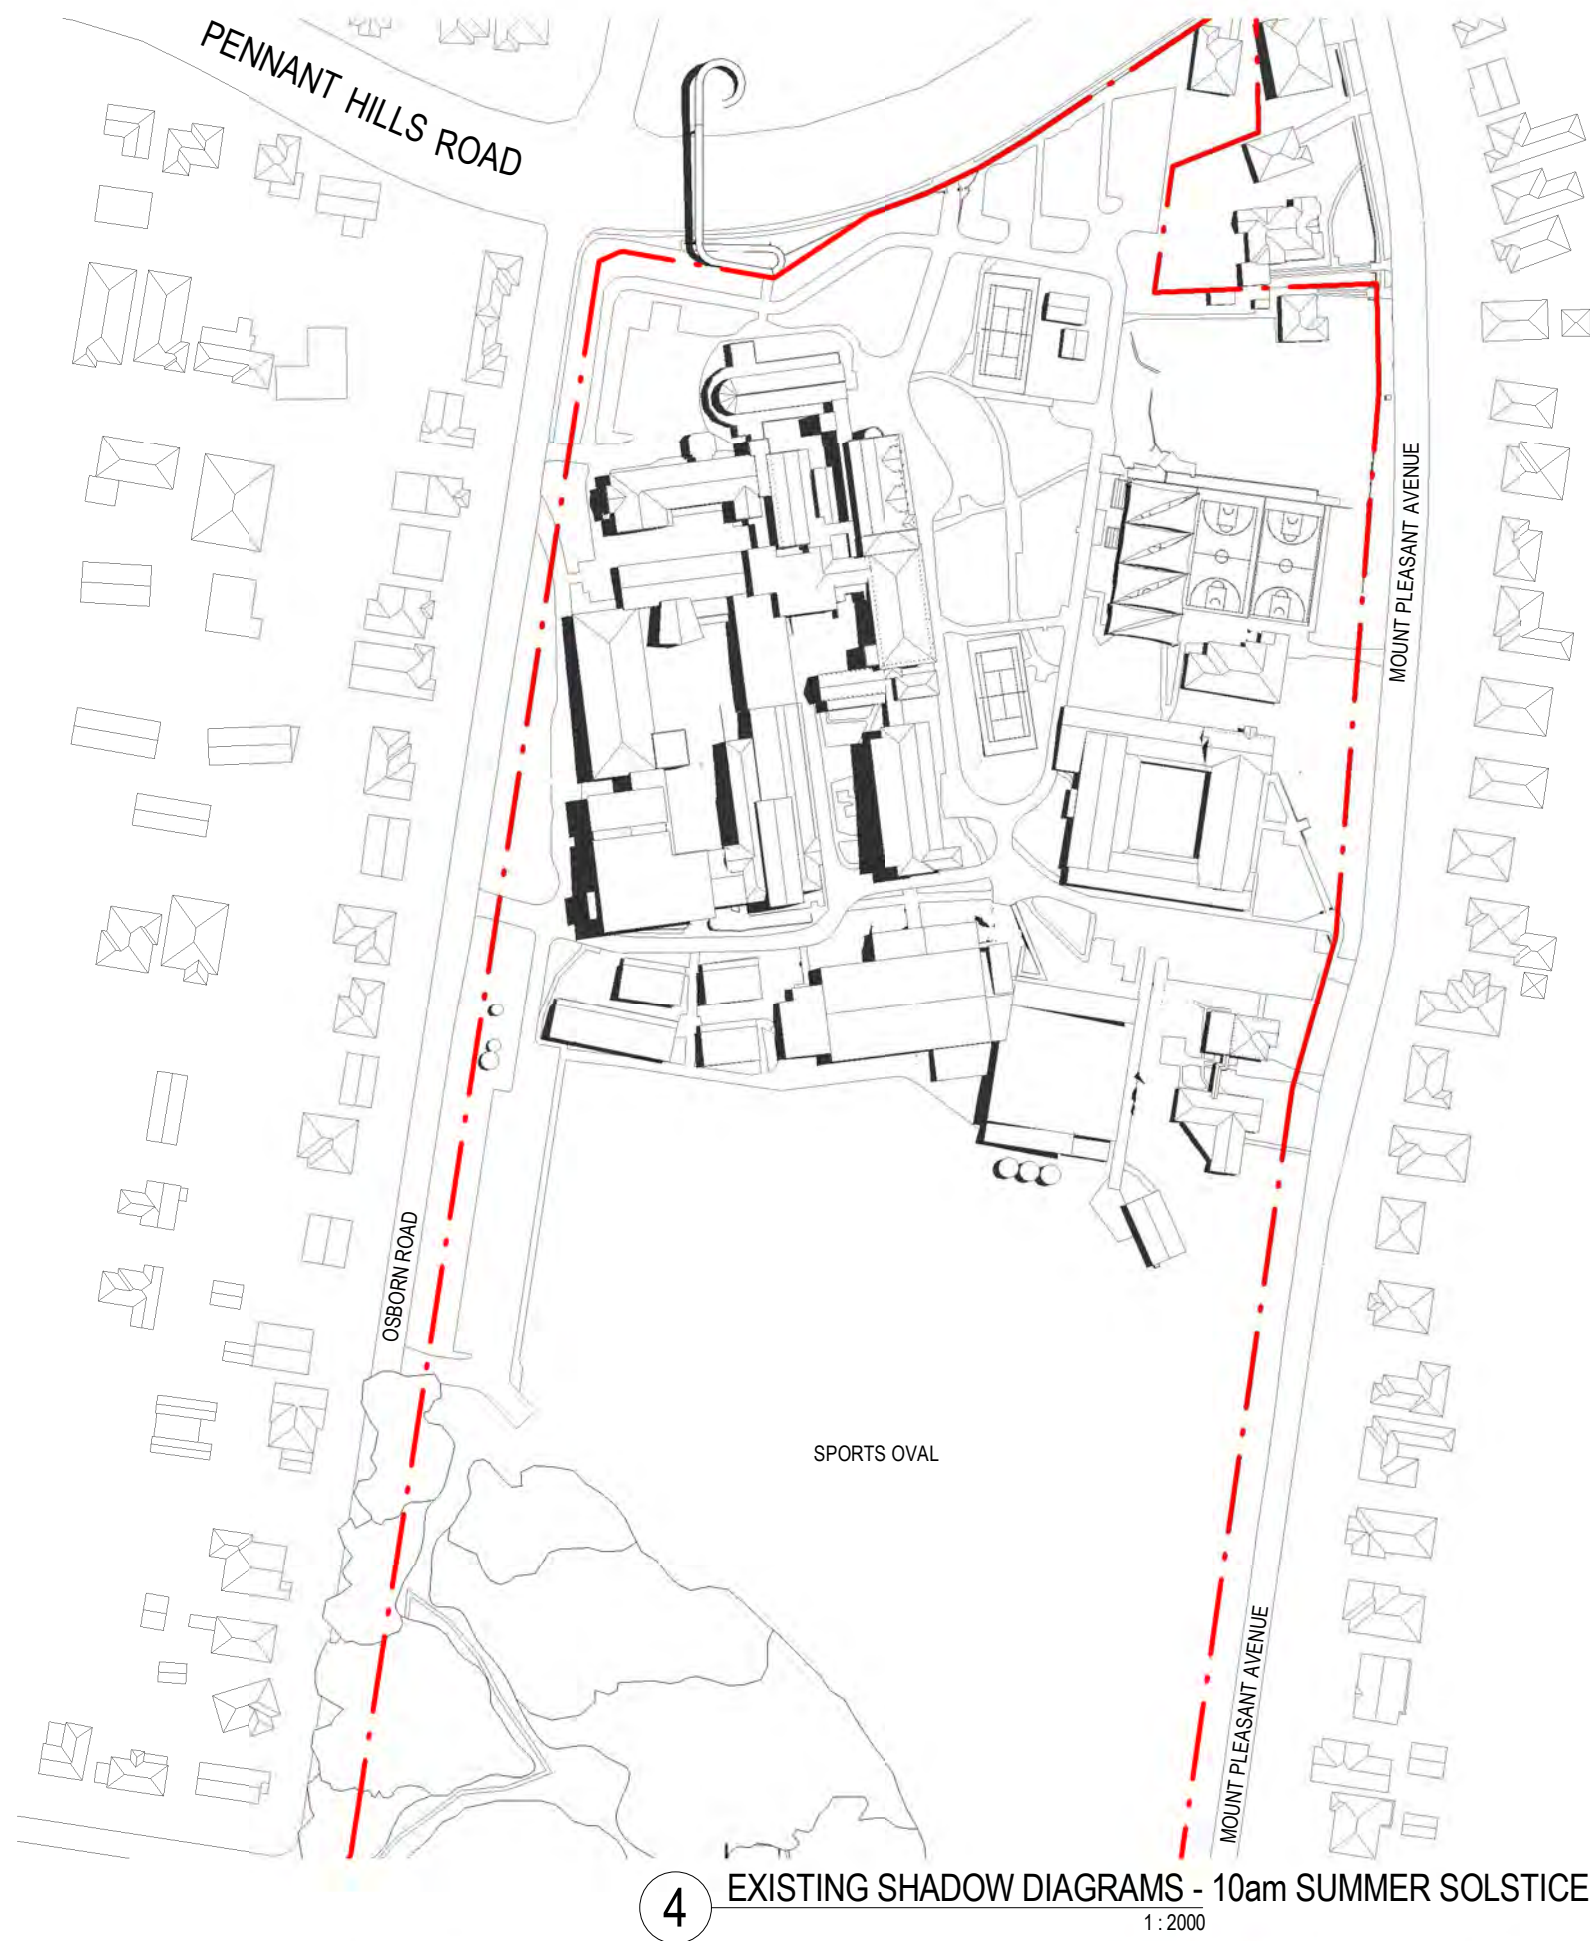 PENNANT HILLS ROAD
MOUNT PLEASANT AVENUE
OSBORN ROAD
SPORTS OVAL
MOUNT PLEASANT AVENUE
4
EXISTING SHADOW DIAGRAMS - 10am SUMMER SOLSTICE
1 : 2000